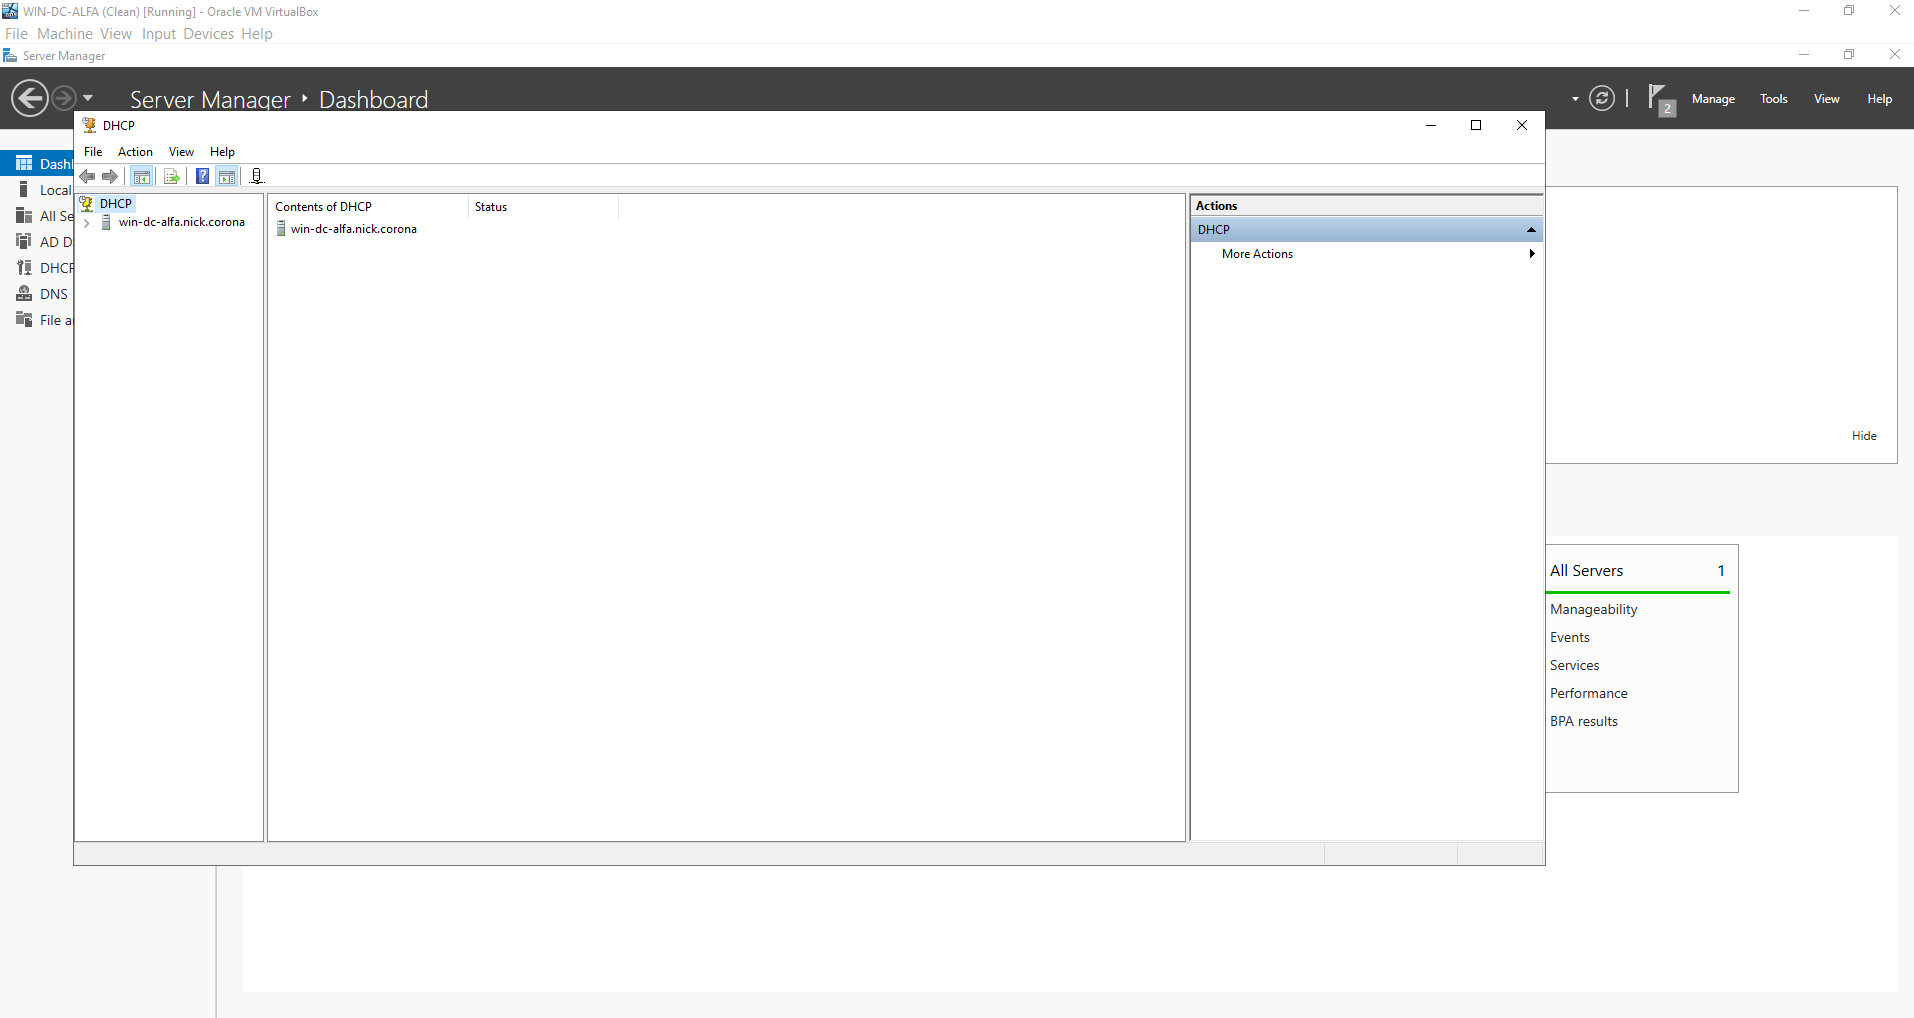 WIN-DC-ALFA (Clean) [Running] - Oracle VM VirtualBox
File Machine View Input Devices Help
Server Manager
Server Manager Dashboard
2 Manage Tools View Help
DHCP
File Action View Help
Dash
Local
All Se
AD D
DHCP
DNS
File a
DHCP
win-dc-alfa.nick.corona
Contents of DHCP Status
win-dc-alfa.nick.corona
Actions
DHCP
More Actions
Hide
All Servers 1
Manageability
Events
Services
Performance
BPA results